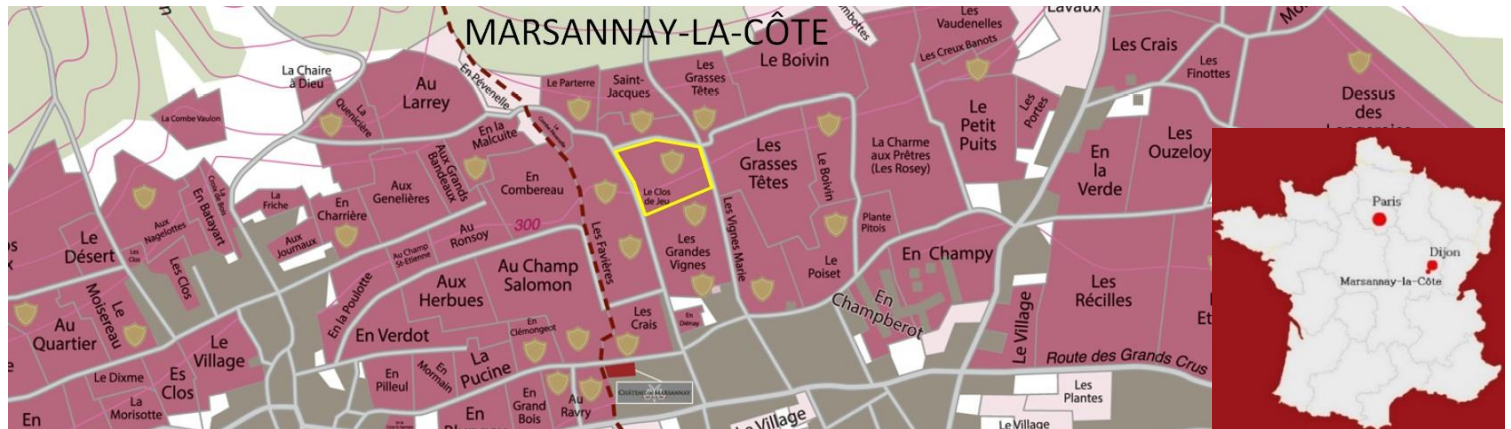 MARSANNAY-LA-CÔTE
Lavaux
Les
Vaudenelles
Les Creux Banots
Les Crais
Les
Finottes
Le Boivin
Les
Grasses
Têtes
Saint-
Jacques
Le Parterre
En Pévenelle
La Chaire
à Dieu
La
Quenicière
Au
Larrey
La Combe Vaulon
En la
Malcuite
Aux Grands
Bandeaux
Aux
Genelières
En
Combereau
Le Clos
de Jeu
Les
Grasses
Têtes
Le Boivin
La Charme
aux Prêtres
(Les Rosey)
Le
Petit
Puits
Les Portes
En
la
Verde
Les
Ouzeloy
Dessus
des
Le
Désert
Aux
Nagelottes
En Batayart
Les
Clos
Les Clos
La
Friche
Aux
Journaux
En
Charrière
Au Champ
St-Etienne
Au
Ronsoy
300
Les Favières
Les
Grandes
Vignes
Les Vignes Marie
Le
Poiset
Plante
Pitois
En Champy
En
Champberot
Les
Récilles
Le Village
Au
Quartier
Le
Moisereau
Le
Village
Le Dixme
La
Morisotte
Es
Clos
En
En la Poulotte
Aux
Herbues
Au Champ
Salomon
En Verdot
En
Clémongeot
Les
Crais
En
Pilleul
En
Mormain
La
Pucine
En
Grand
Bois
Au
Ravry
En
CHÂTEAU DE MARSANNAY
Le Village
Route des Grands Crus
Les
Plantes
Le Village
Et
Paris
Dijon
Marsannay-la-Côte